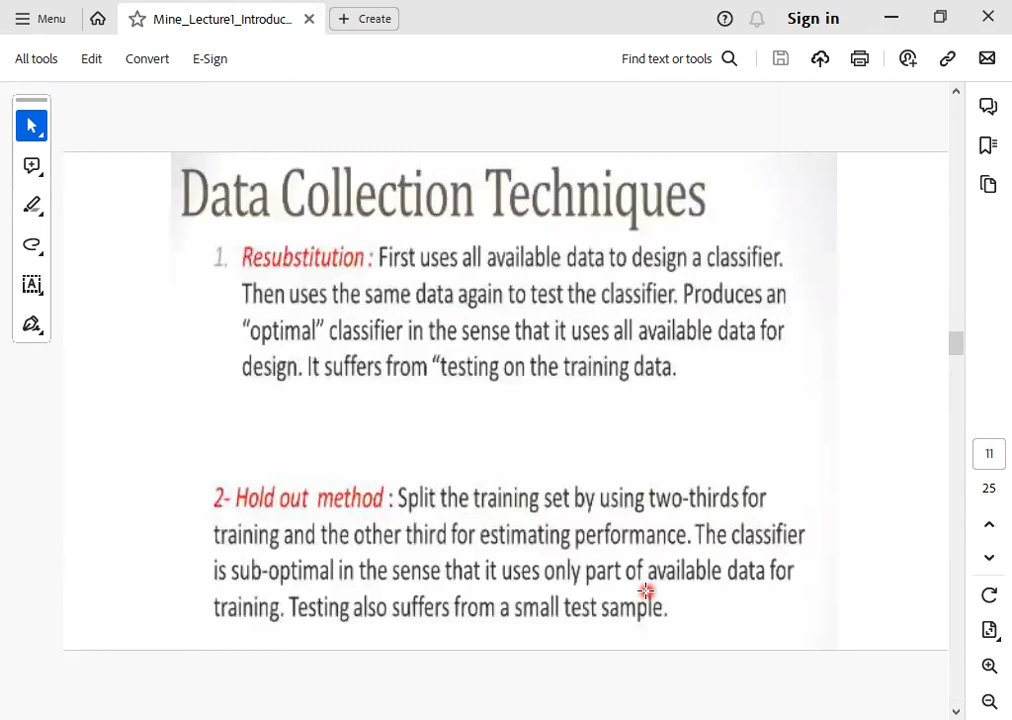 Menu
Mine_Lecture1_Introduc...
Create
Sign in
All tools
Edit
Convert
E-Sign
Find text or tools
Data Collection Techniques
1. Resubstitution : First uses all available data to design a classifier.
Then uses the same data again to test the classifier. Produces an
“optimal” classifier in the sense that it uses all available data for
design. It suffers from “testing on the training data.
2- Hold out method : Split the training set by using two-thirds for
training and the other third for estimating performance. The classifier
is sub-optimal in the sense that it uses only part of available data for
training. Testing also suffers from a small test sample.
11
25